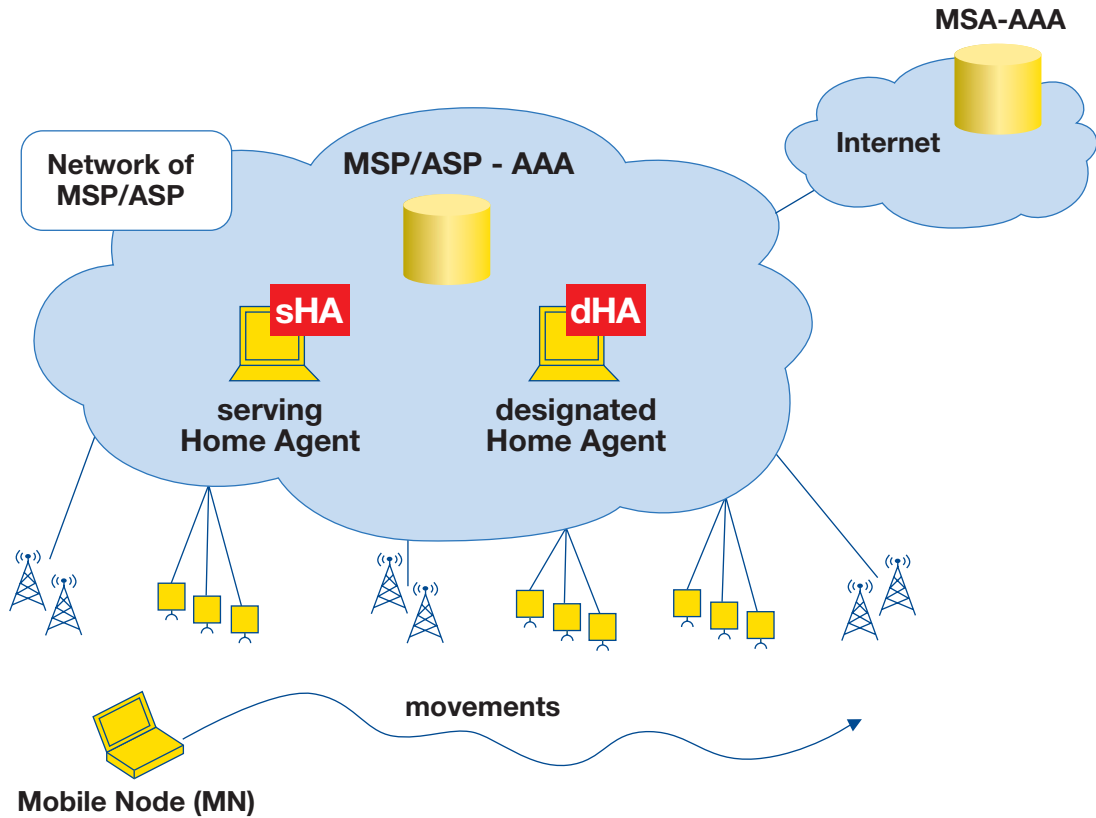 MSA-AAA
Internet
Network of
MSP/ASP
MSP/ASP - AAA
sHA
dHA
serving
Home Agent
designated
Home Agent
movements
Mobile Node (MN)